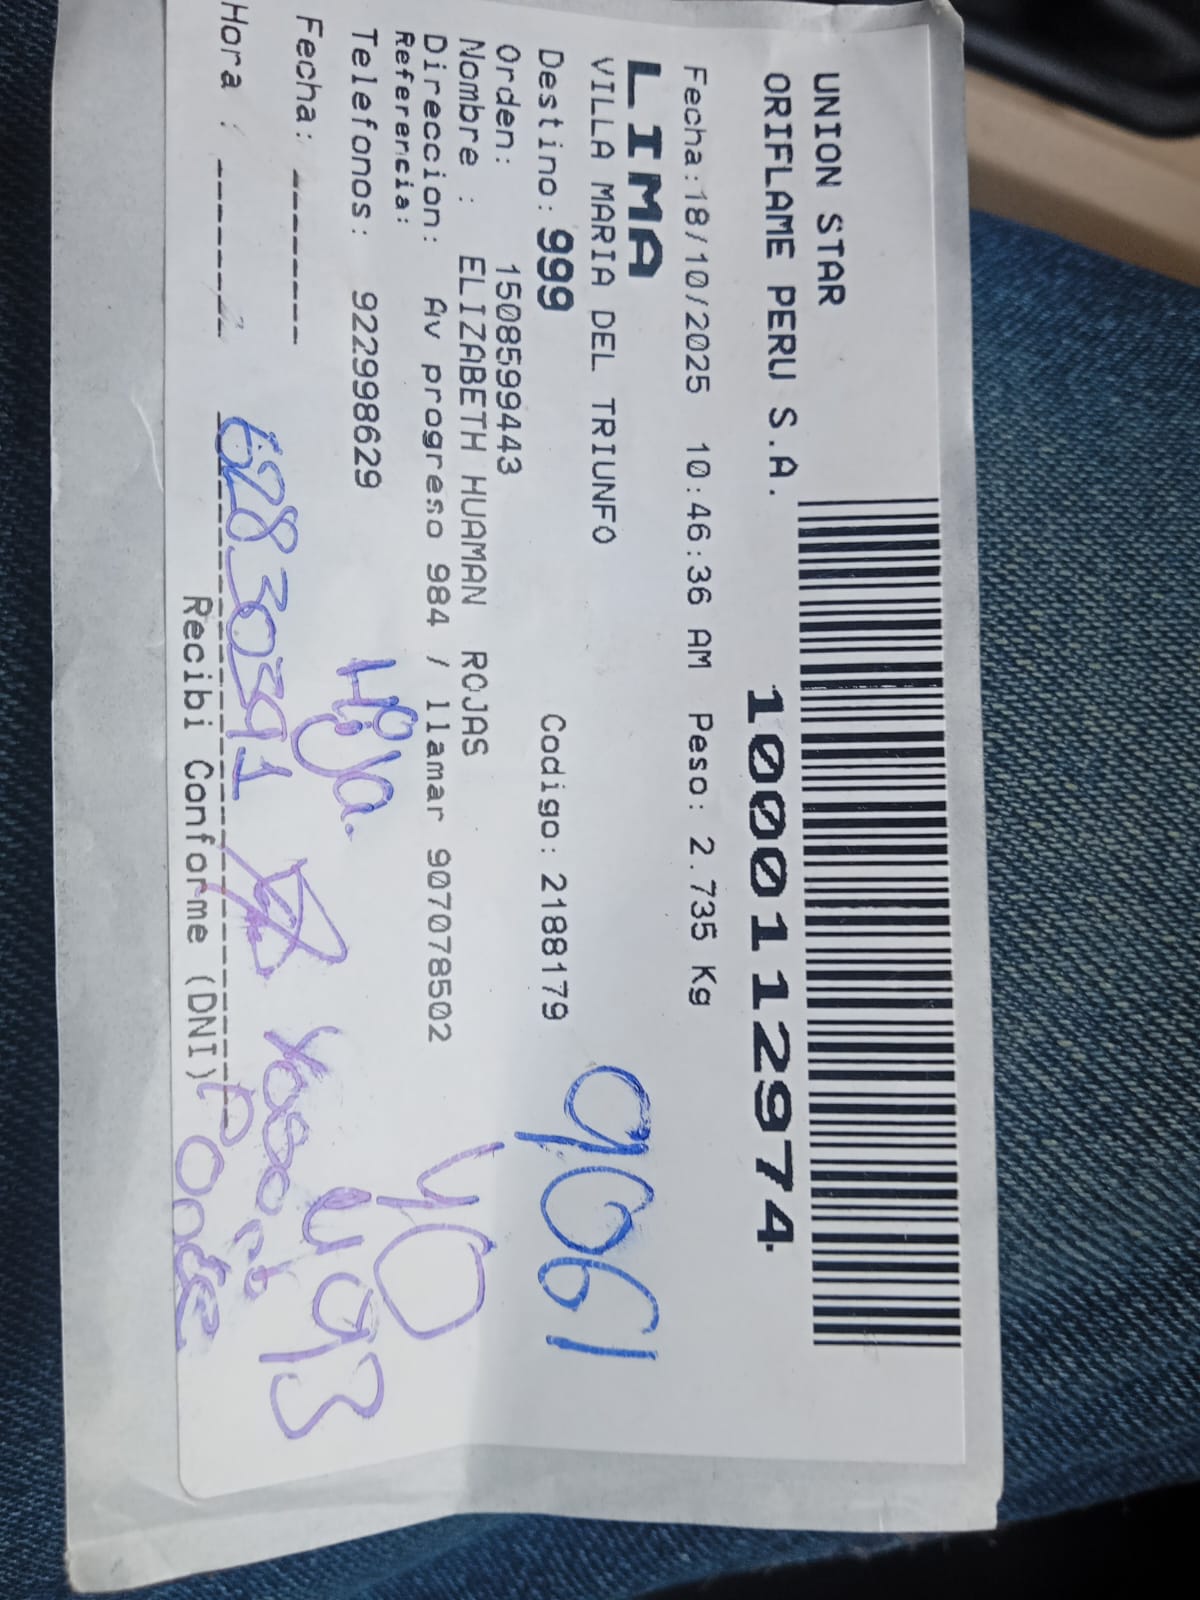 UNION STAR
ORIFLAME PERU S.A. 1000112974
Fecha:18/10/2025 10:46:36 AM Peso: 2.735 Kg
LIMA
VILLA MARIA DEL TRIUNFO
9061
Destino: 999 Codigo: 2188179
Orden: 1508599443
Nombre : ELIZABETH HUAMAN ROJAS
Direccion: Av progreso 984 / llamar 907078502
Referencia:
Telefonos: 922998629
Hija.
Fecha: -------
Hora : -------
Recibi Conforme (DNI)